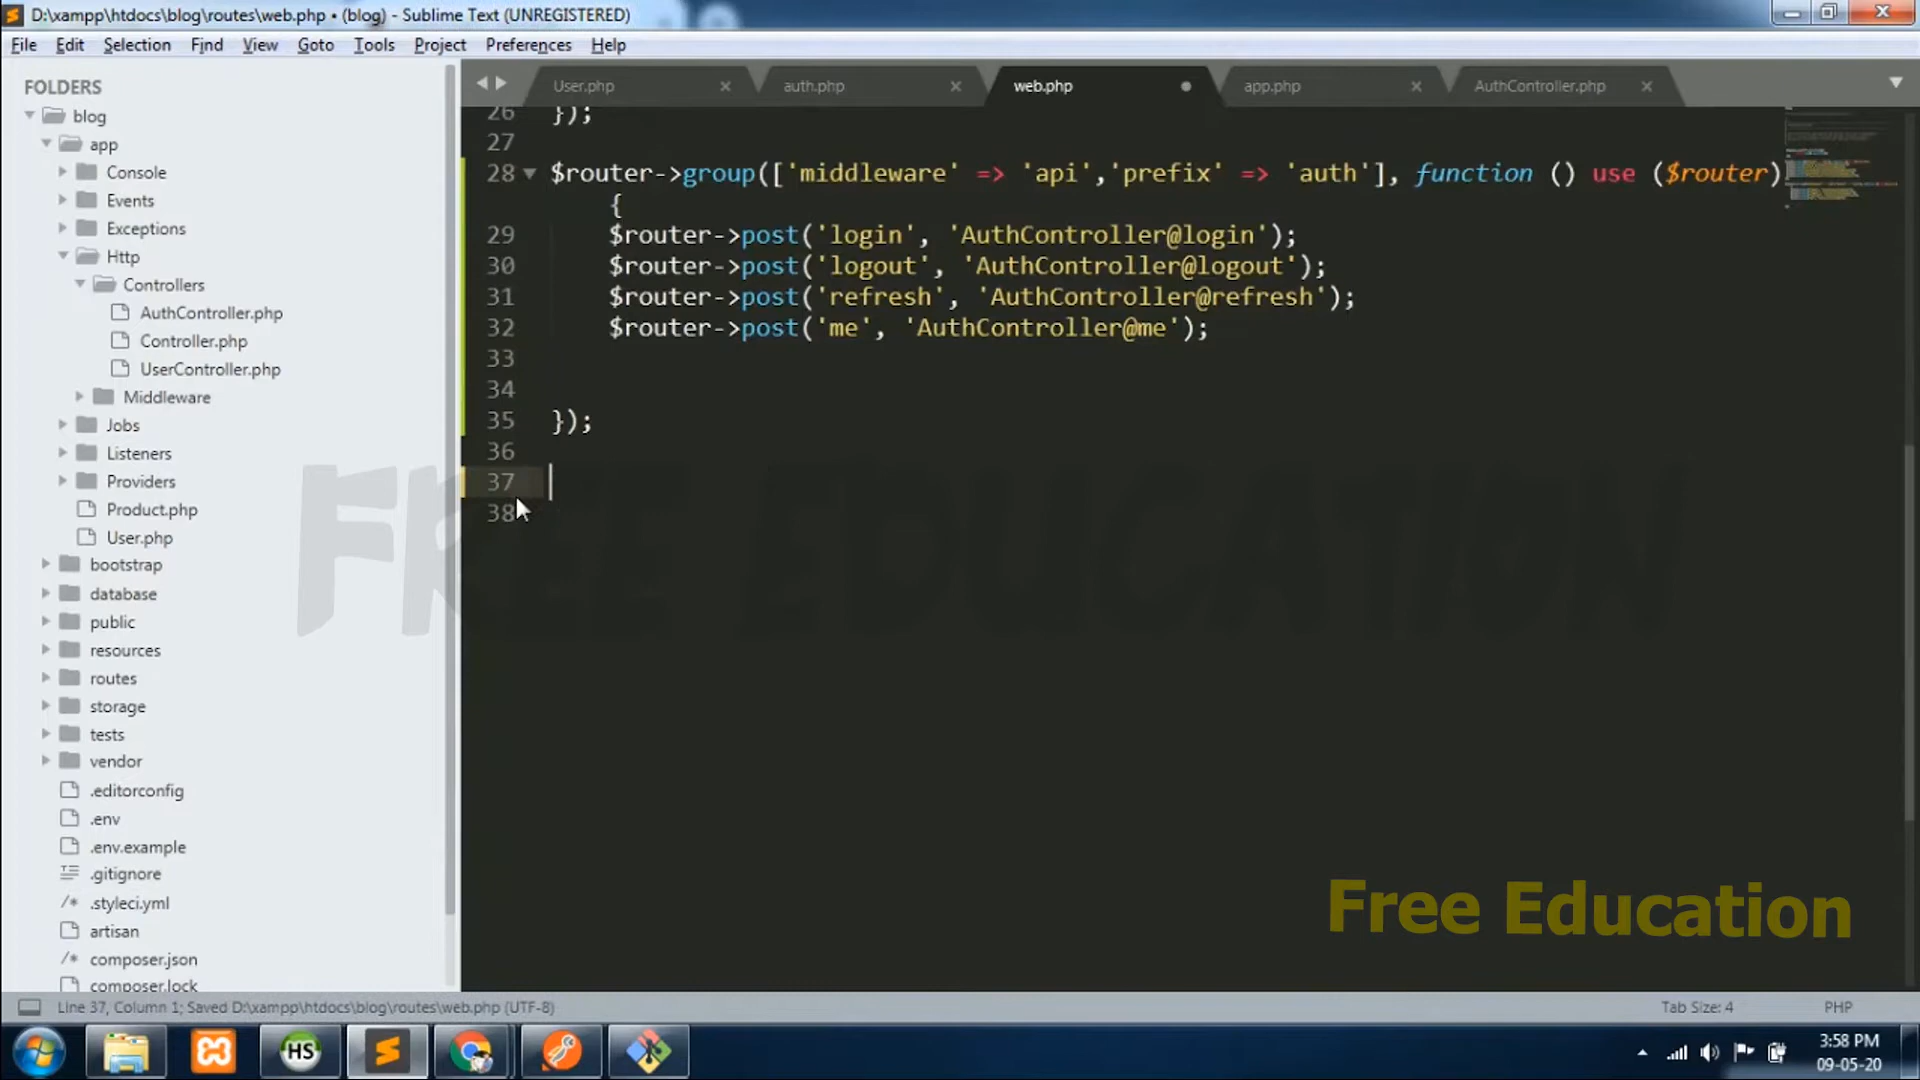 D:\xampp\htdocs\blog\routes\web.php • (blog) - Sublime Text (UNREGISTERED)
File Edit Selection Find View Goto Tools Project Preferences Help
FOLDERS
blog
app
Console
Events
Exceptions
Http
Controllers
AuthController.php
Controller.php
UserController.php
Middleware
Jobs
Listeners
Providers
Product.php
User.php
bootstrap
database
public
resources
routes
storage
tests
vendor
.editorconfig
.env
.env.example
.gitignore
.styleci.yml
artisan
composer.json
composer.lock
User.php auth.php web.php app.php AuthController.php
26 });
27
28 $router->group(['middleware' => 'api','prefix' => 'auth'], function () use ($router)
{
29 $router->post('login', 'AuthController@login');
30 $router->post('logout', 'AuthController@logout');
31 $router->post('refresh', 'AuthController@refresh');
32 $router->post('me', 'AuthController@me');
33
34
35 });
36
37
38
FREE EDUCATION
Free Education
Line 37, Column 1; Saved D:\xampp\htdocs\blog\routes\web.php (UTF-8) Tab Size: 4 PHP
HS
3:58 PM
09-05-20